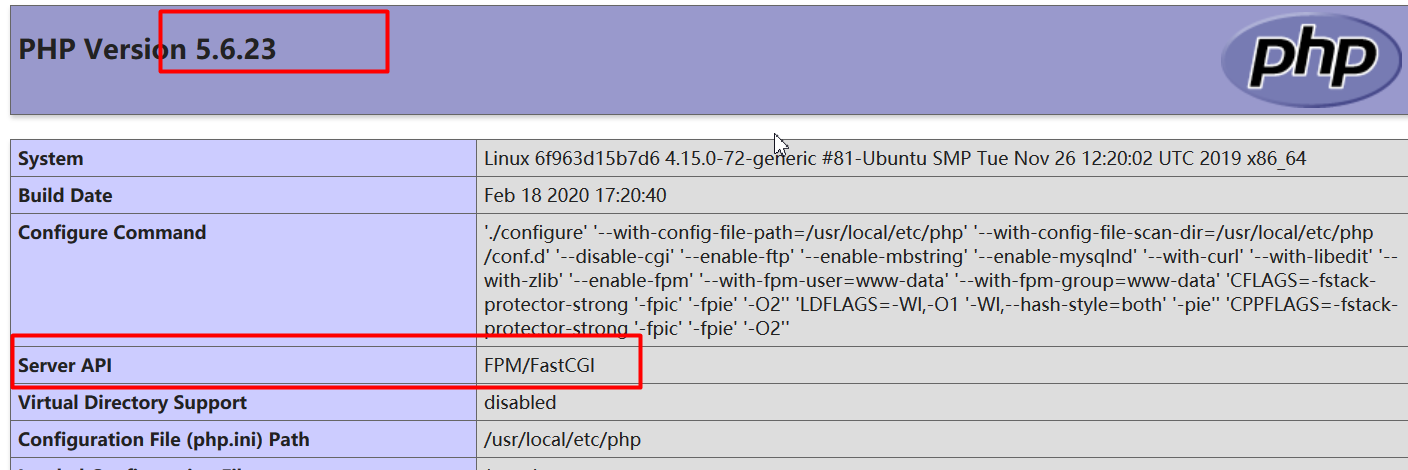 PHP Version 5.6.23
php
System Linux 6f963d15b7d6 4.15.0-72-generic #81-Ubuntu SMP Tue Nov 26 12:20:02 UTC 2019 x86_64
Build Date Feb 18 2020 17:20:40
Configure Command './configure' '--with-config-file-path=/usr/local/etc/php' '--with-config-file-scan-dir=/usr/local/etc/php
/conf.d' '--disable-cgi' '--enable-ftp' '--enable-mbstring' '--enable-mysqlnd' '--with-curl' '--with-libedit' '--
with-zlib' '--enable-fpm' '--with-fpm-user=www-data' '--with-fpm-group=www-data' 'CFLAGS=-fstack-
protector-strong '-fpic' '-fpie' '-O2'' 'LDFLAGS=-Wl,-O1 '-Wl,--hash-style=both' '-pie'' 'CPPFLAGS=-fstack-
protector-strong '-fpic' '-fpie' '-O2''
Server API FPM/FastCGI
Virtual Directory Support disabled
Configuration File (php.ini) Path /usr/local/etc/php